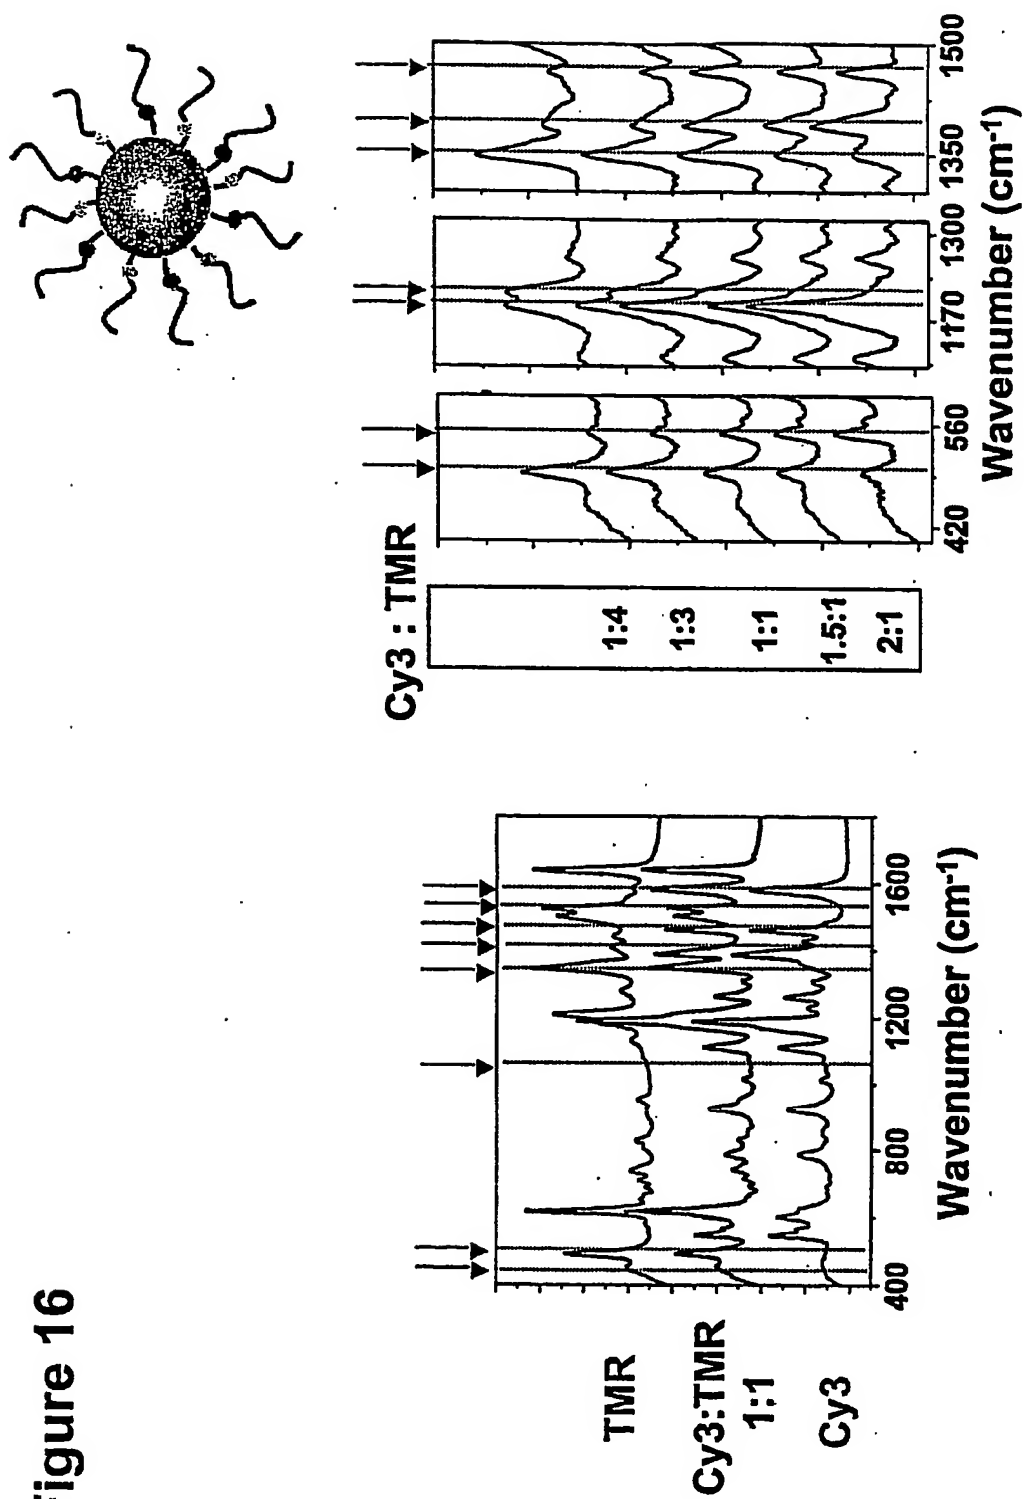 Figure 16
TMR
Cy3:TMR
1:1
Cy3
400 800 1200 1600
Wavenumber (cm-1)
Cy3 : TMR
1:4
1:3
1:1
1.5:1
2:1
420 560 1170 1300 1350 1500
Wavenumber (cm-1)